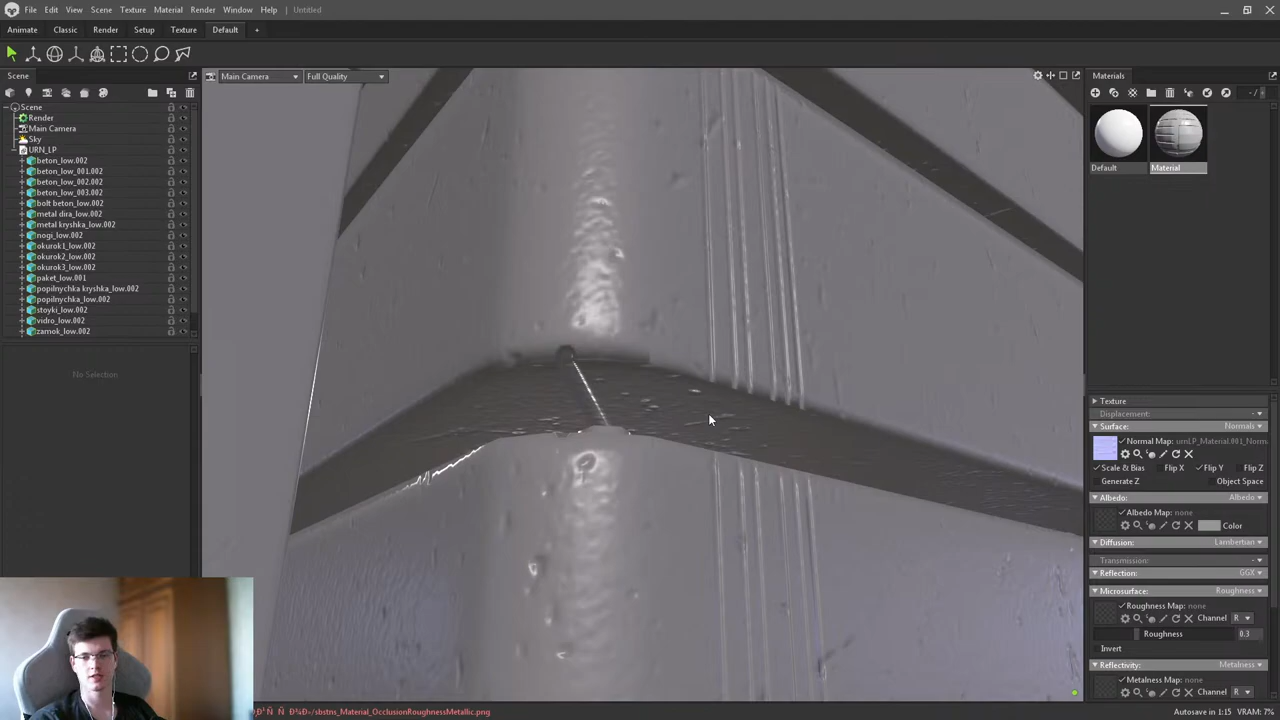 File Edit View Scene Texture Material Render Window Help Untitled
Animate Classic Render Setup Texture Default +
Scene
Main Camera Full Quality
Materials
Scene
Render
Main Camera
Sky
URN_LP
beton_low.002
beton_low_001.002
beton_low_002.002
beton_low_003.002
bolt beton_low.002
metal dira_low.002
metal kryshka_low.002
nogi_low.002
okurok1_low.002
okurok2_low.002
okurok3_low.002
paket_low.001
popilnychka kryshka_low.002
popilnychka_low.002
stoyki_low.002
vidro_low.002
zamok_low.002
No Selection
Default Material
Texture
Displacement:
Surface: Normals
Normal Map: urnLP_Material.001_Norm
Scale & Bias Flip X Flip Y Flip Z
Generate Z Object Space
Albedo: Albedo
Albedo Map: none
Color
Diffusion: Lambertian
Transmission:
Reflection: GGX
Microsurface: Roughness
Roughness Map: none
Channel R
Roughness 0.3
Invert
Reflectivity: Metalness
Metalness Map: none
Channel R
/sbstns_Material_OcclusionRoughnessMetallic.png
Autosave in 1:15 VRAM: 7%